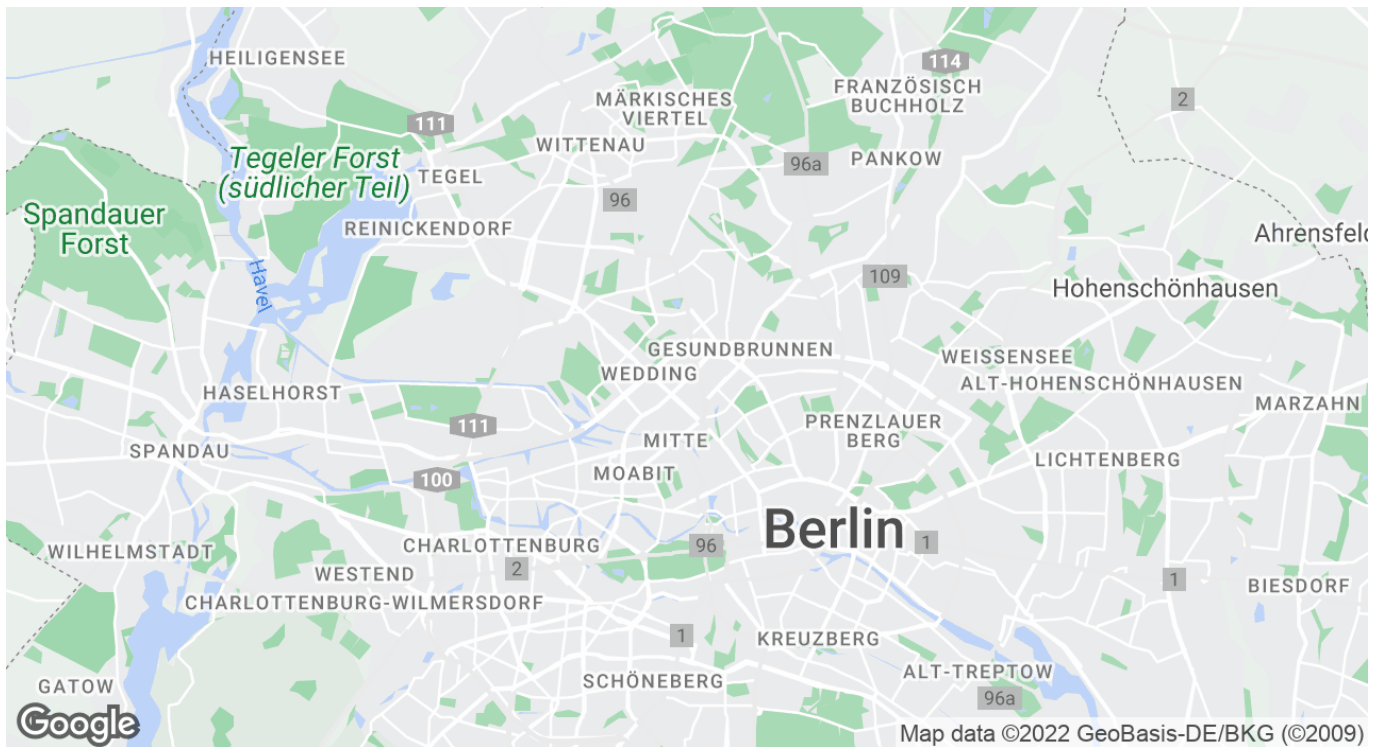 HEILIGENSEE
114
FRANZÖSISCH
BUCHHOLZ
MÄRKISCHES
VIERTEL
2
111
WITTENAU
Tegeler Forst
(südlicher Teil)
96a
PANKOW
TEGEL
96
Spandauer
Forst
REINICKENDORF
Ahrensfeld
Havel
109
Hohenschönhausen
GESUNDBRUNNEN
WEISSENSEE
WEDDING
ALT-HOHENSCHÖNHAUSEN
HASELHORST
MARZAHN
111
PRENZLAUER
BERG
MITTE
SPANDAU
LICHTENBERG
MOABIT
100
Berlin
WILHELMSTADT
CHARLOTTENBURG
96
1
WESTEND
2
1
BIESDORF
CHARLOTTENBURG-WILMERSDORF
1
KREUZBERG
ALT-TREPTOW
SCHÖNEBERG
GATOW
96a
Google
Map data ©2022 GeoBasis-DE/BKG (©2009)